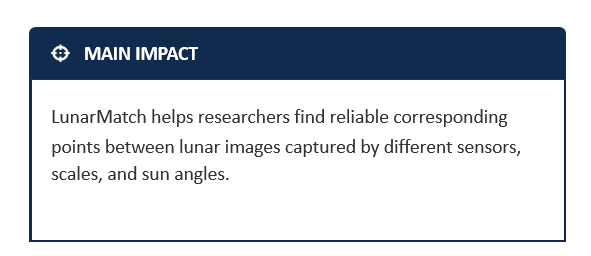 MAIN IMPACT
LunarMatch helps researchers find reliable corresponding
points between lunar images captured by different sensors,
scales, and sun angles.